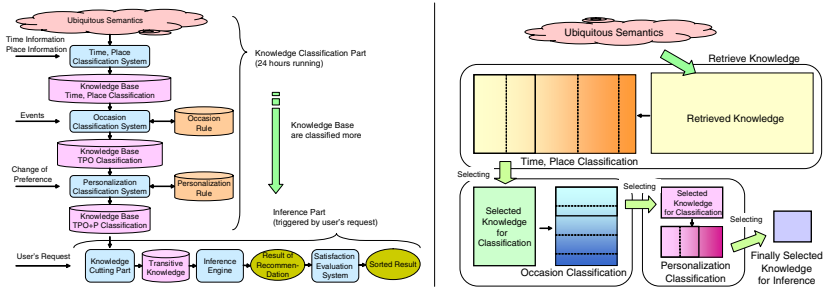 Ubiquitous Semantics
Time Information
Place Information
Time, Place
Classification System
Knowledge Base
Time, Place Classification
Events
Occasion
Classification System
Occasion
Rule
Knowledge Base
TPO Classification
Change of
Preference
Personalization
Classification System
Personalization
Rule
Knowledge Base
TPO+P Classification
Knowledge Classification Part
(24 hours running)
Knowledge Base
are classified more
Inference Part
(triggered by user's request)
User's Request
Knowledge
Cutting Part
Transitive
Knowledge
Inference
Engine
Result of
Recommen-
Dation
Satisfaction
Evaluation
System
Sorted Result
Ubiquitous Semantics
Retrieve Knowledge
Retrieved Knowledge
Time, Place Classification
Selecting
Selected
Knowledge for
Classification
Occasion Classification
Selecting
Selected
Knowledge
for Classification
Personalization
Classification
Selecting
Finally Selected
Knowledge
for Inference